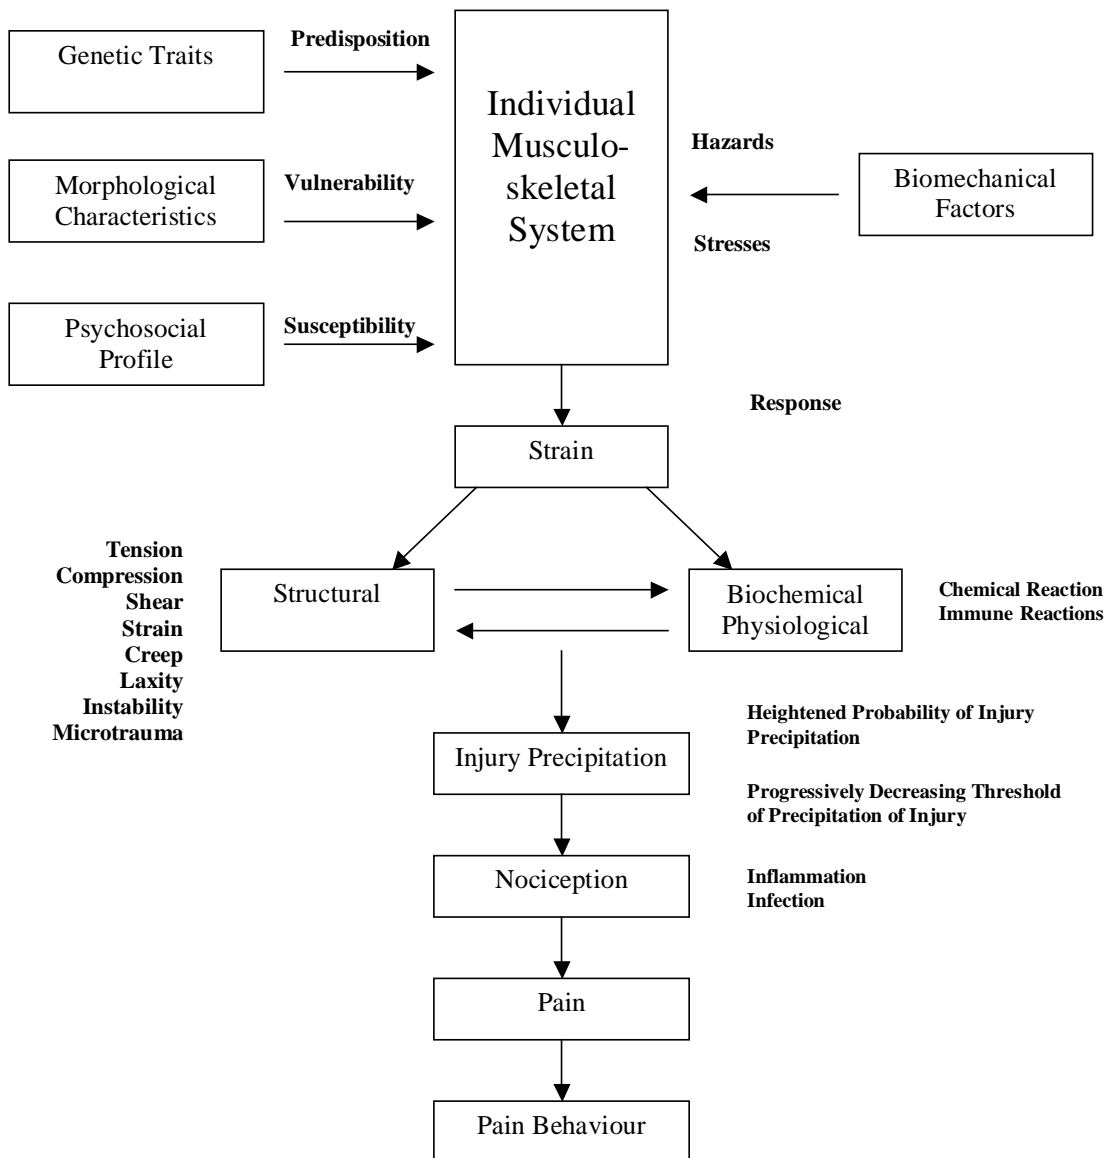 Genetic Traits
Predisposition
Individual
Musculo-
skeletal
System
Hazards
Stresses
Biomechanical
Factors
Morphological
Characteristics
Vulnerability
Psychosocial
Profile
Susceptibility
Response
Strain
Tension
Compression
Shear
Strain
Creep
Laxity
Instability
Microtrauma
Structural
Biochemical
Physiological
Chemical Reaction
Immune Reactions
Injury Precipitation
Heightened Probability of Injury
Precipitation
Progressively Decreasing Threshold
of Precipitation of Injury
Nociception
Inflammation
Infection
Pain
Pain Behaviour